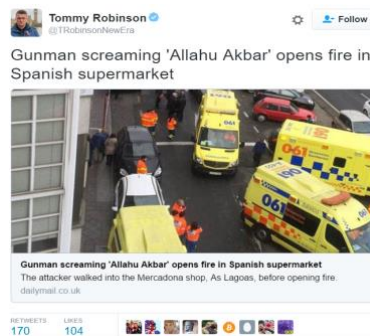 Tommy Robinson
@TRobinsonNewEra
Follow
Gunman screaming 'Allahu Akbar' opens fire in
Spanish supermarket
061
061
061
Gunman screaming 'Allahu Akbar' opens fire in Spanish supermarket
The attacker walked into the Mercadona shop, As Lagoas, before opening fire.
dailymail.co.uk
RETWEETS LIKES
170 104